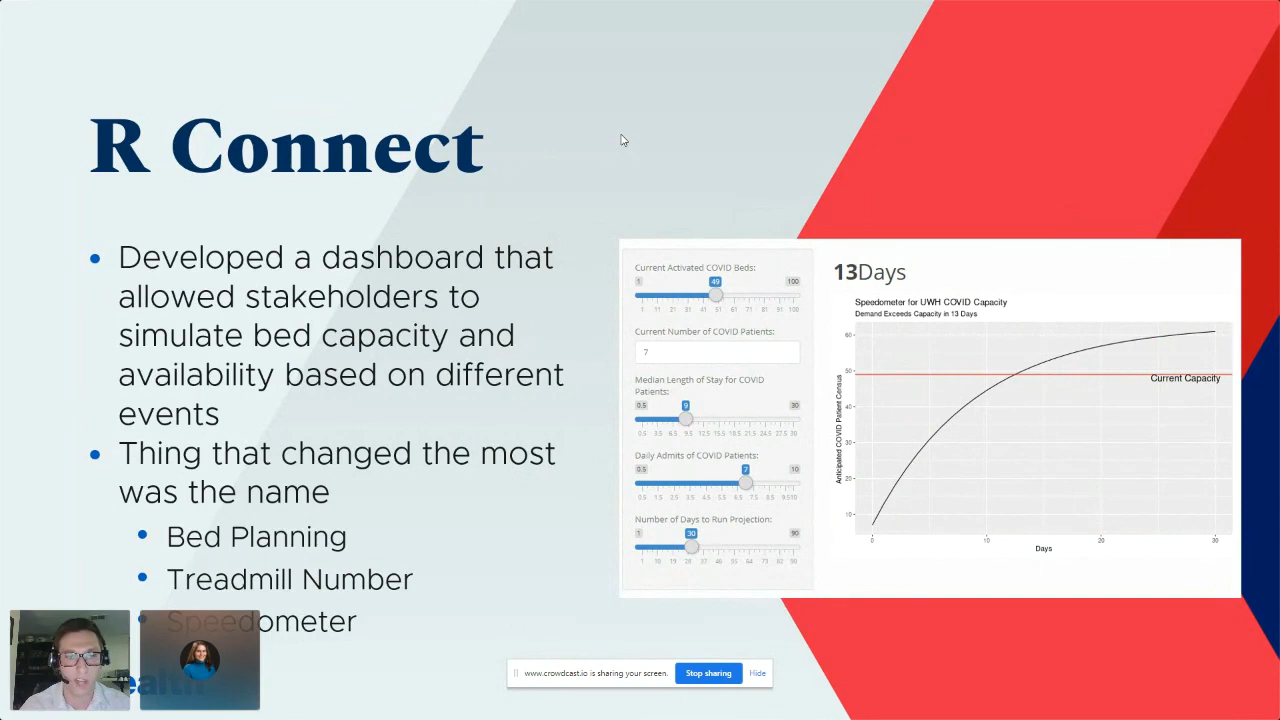 R Connect
Developed a dashboard that
allowed stakeholders to
simulate bed capacity and
availability based on different
events
Thing that changed the most
was the name
Bed Planning
Treadmill Number
Speedometer
Current Activated COVID Beds:
1 49 100
1 11 21 31 41 51 61 71 81 91 100
Current Number of COVID Patients:
7
Median Length of Stay for COVID
Patients:
0.5 9 30
0.5 3.5 6.5 9.5 12.5 15.5 18.5 21.5 24.5 27.5 30
Daily Admits of COVID Patients:
0.5 7 10
0.5 1.5 2.5 3.5 4.5 5.5 6.5 7.5 8.5 9.5 10
Number of Days to Run Projection:
1 30 90
1 10 19 28 37 46 55 64 73 82 90
13Days
Speedometer for UWH COVID Capacity
Demand Exceeds Capacity in 13 Days
Anticipated COVID Patient Census
60
50
40
30
20
10
Current Capacity
0 10 20 30
Days
www.crowdcast.io is sharing your screen.
Stop sharing
Hide